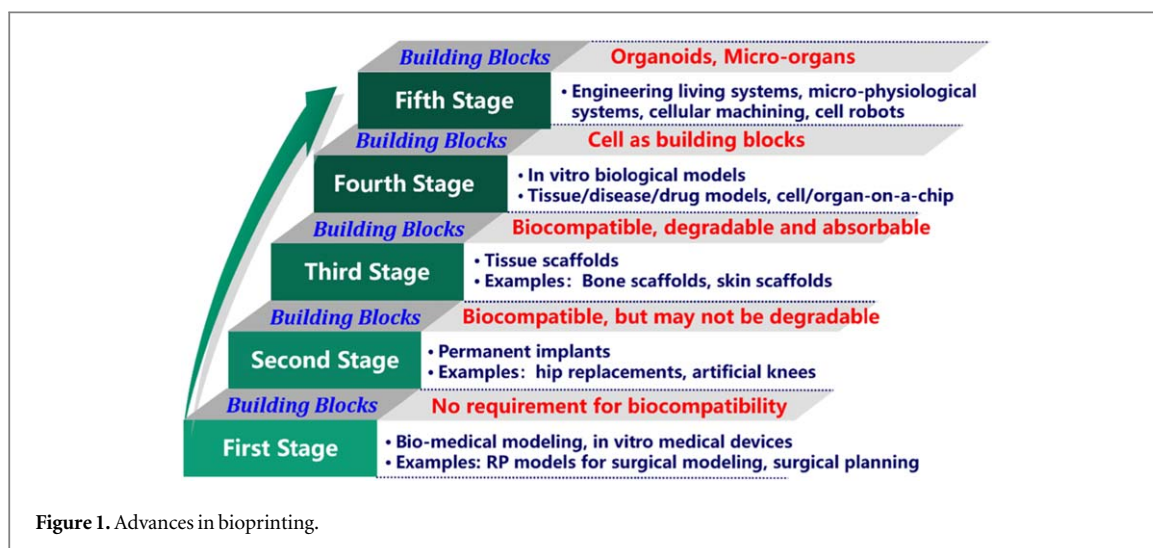 Building Blocks Organoids, Micro-organs
Fifth Stage
• Engineering living systems, micro-physiological
systems, cellular machining, cell robots
Building Blocks Cell as building blocks
Fourth Stage
• In vitro biological models
• Tissue/disease/drug models, cell/organ-on-a-chip
Building Blocks Biocompatible, degradable and absorbable
Third Stage
• Tissue scaffolds
• Examples: Bone scaffolds, skin scaffolds
Building Blocks Biocompatible, but may not be degradable
Second Stage
• Permanent implants
• Examples: hip replacements, artificial knees
Building Blocks No requirement for biocompatibility
First Stage
• Bio-medical modeling, in vitro medical devices
• Examples: RP models for surgical modeling, surgical planning
Figure 1. Advances in bioprinting.